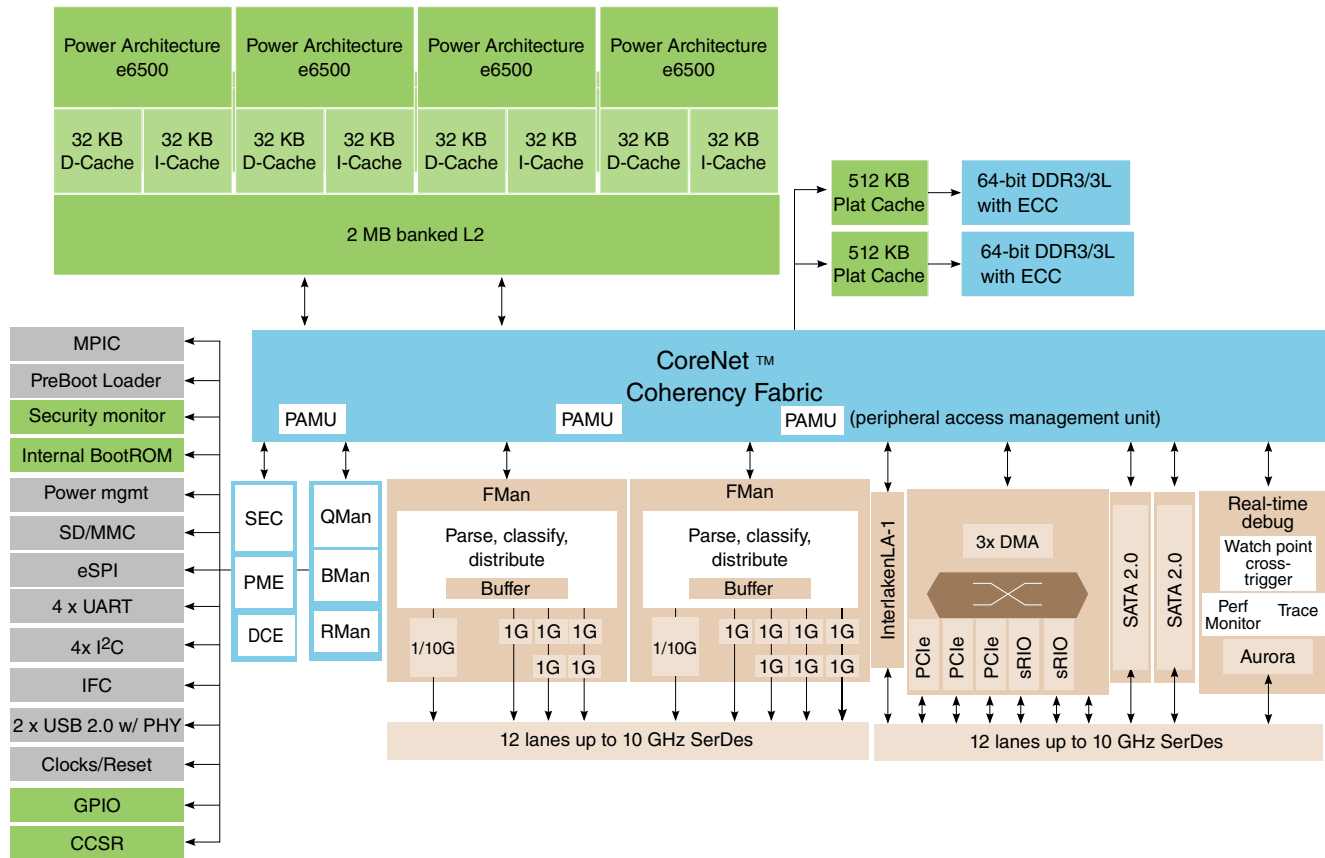 Power Architecture
e6500
Power Architecture
e6500
Power Architecture
e6500
Power Architecture
e6500
32 KB
D-Cache
32 KB
I-Cache
32 KB
D-Cache
32 KB
I-Cache
32 KB
D-Cache
32 KB
I-Cache
32 KB
D-Cache
32 KB
I-Cache
2 MB banked L2
512 KB
Plat Cache
64-bit DDR3/3L
with ECC
512 KB
Plat Cache
64-bit DDR3/3L
with ECC
MPIC
PreBoot Loader
Security monitor
Internal BootROM
Power mgmt
SD/MMC
eSPI
4 x UART
4x I²C
IFC
2 x USB 2.0 w/ PHY
Clocks/Reset
GPIO
CCSR
CoreNet TM
Coherency Fabric
PAMU
PAMU
PAMU (peripheral access management unit)
SEC
PME
DCE
QMan
BMan
RMan
FMan
Parse, classify,
distribute
Buffer
1/10G
1G
1G
1G
1G
1G
FMan
Parse, classify,
distribute
Buffer
1/10G
1G
1G
1G
1G
1G
1G
1G
12 lanes up to 10 GHz SerDes
InterlakenLA-1
3x DMA
PCIe
PCIe
PCIe
sRIO
sRIO
SATA 2.0
SATA 2.0
Real-time
debug
Watch point
cross-
trigger
Perf
Monitor
Trace
Aurora
12 lanes up to 10 GHz SerDes